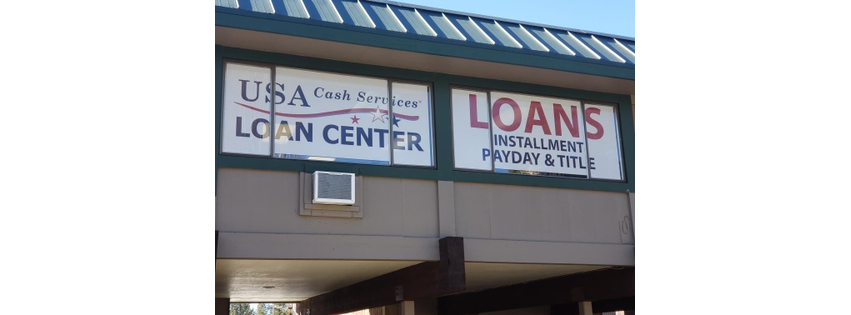 USA Cash Services
LOAN CENTER
LOANS
INSTALLMENT
PAYDAY & TITLE